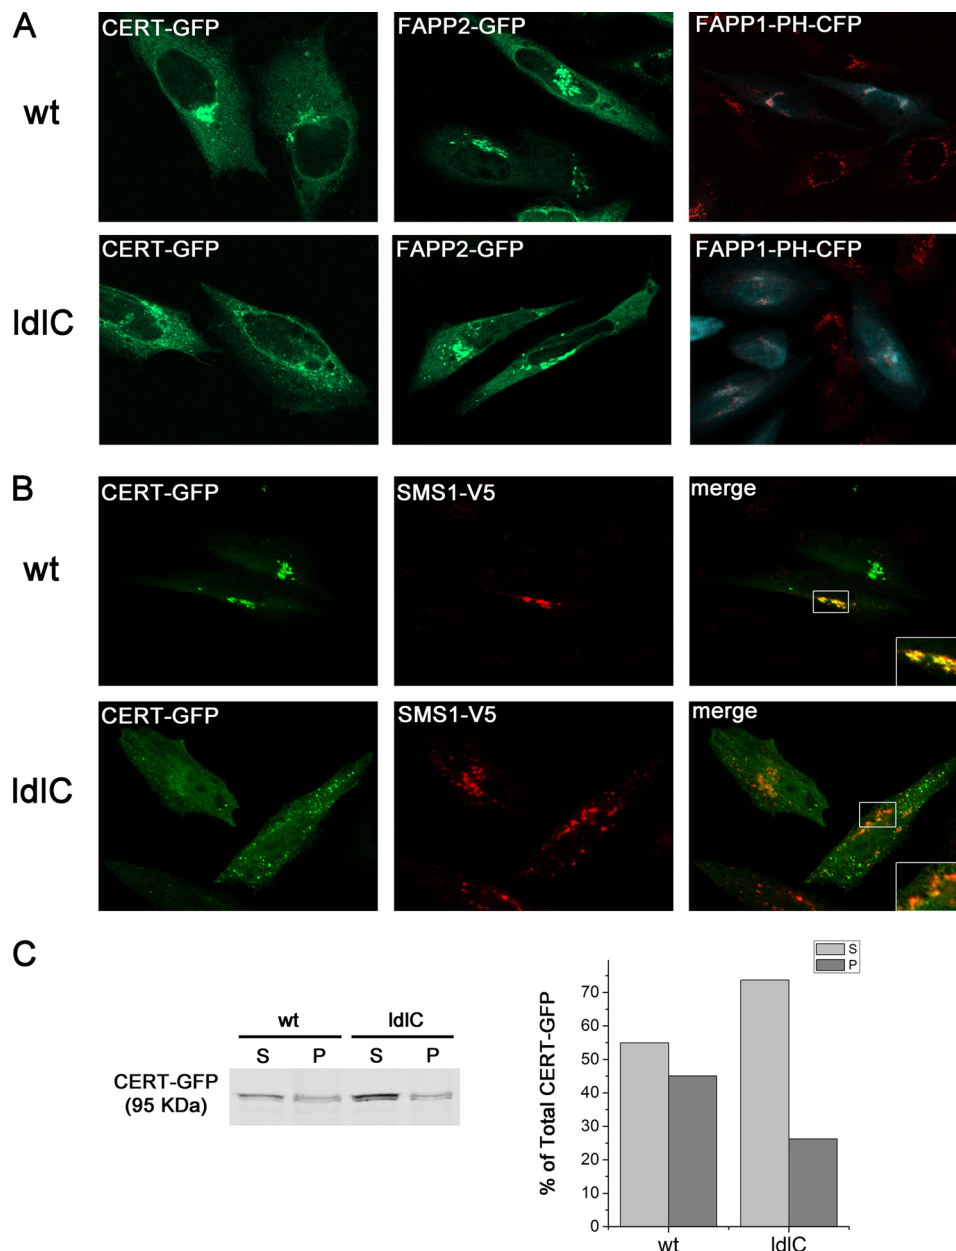 A
CERT-GFP FAPP2-GFP FAPP1-PH-CFP
wt
CERT-GFP FAPP2-GFP FAPP1-PH-CFP
ldlC
B
CERT-GFP SMS1-V5 merge
wt
CERT-GFP SMS1-V5 merge
ldlC
C
wt ldlC
S P S P
CERT-GFP
(95 KDa)
S
P
% of Total CERT-GFP
70
60
50
40
30
20
10
0
wt ldlC